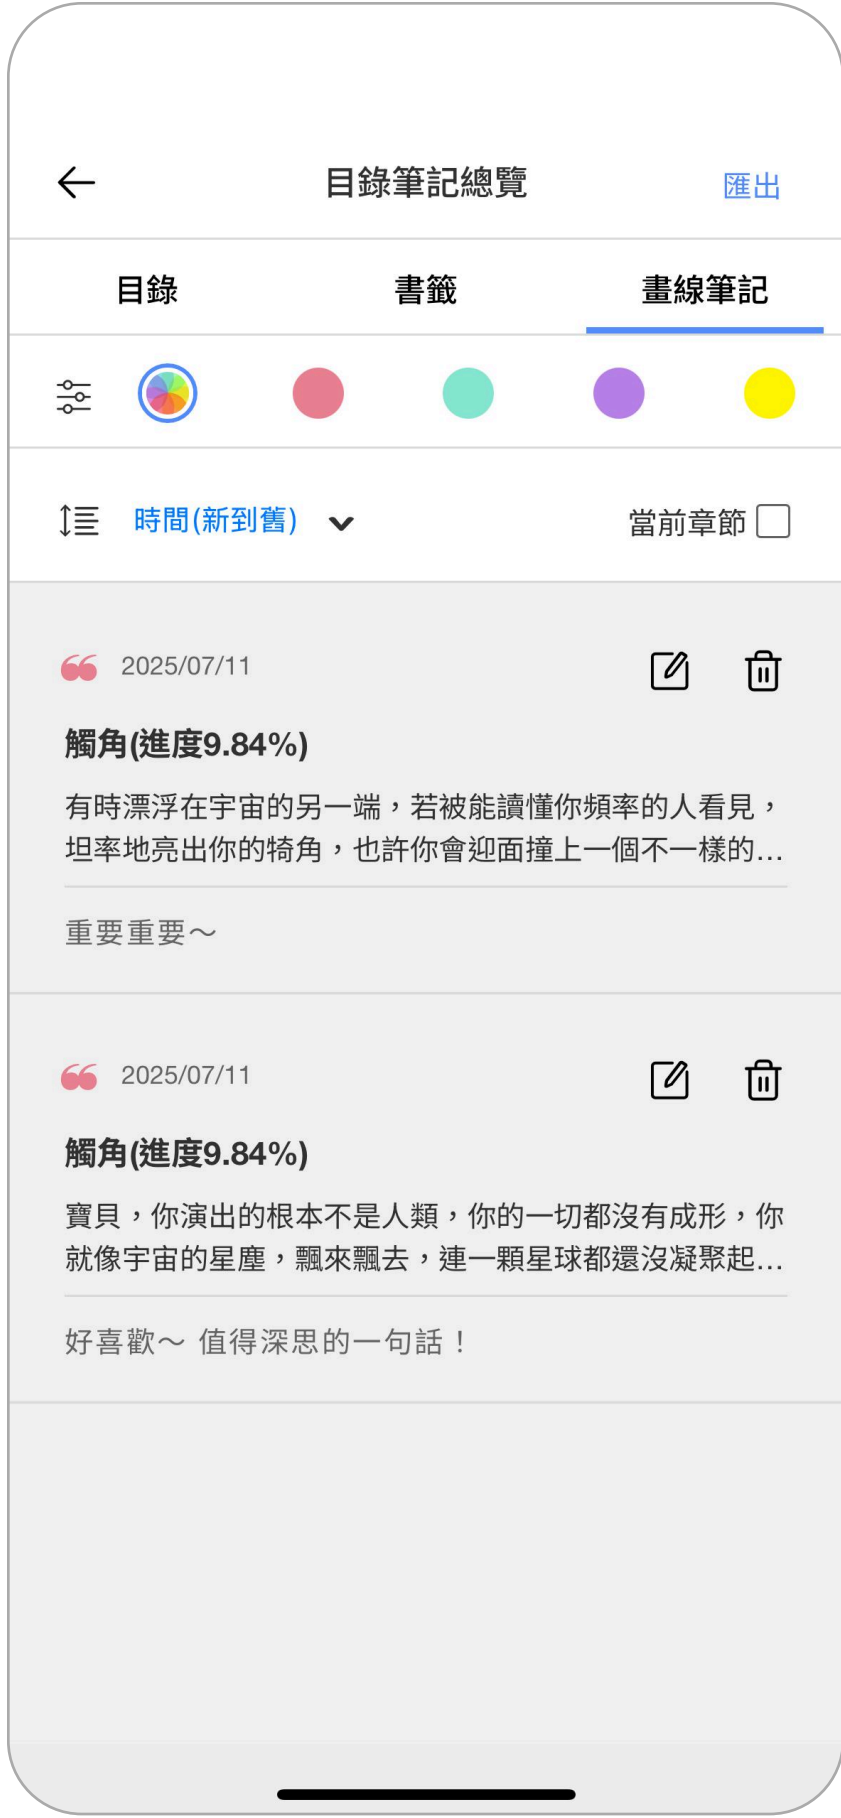 目錄筆記總覽
匯出
目錄
書籤
畫線筆記
時間(新到舊)
當前章節
2025/07/11
觸角(進度9.84%)
有時漂浮在宇宙的另一端，若被能讀懂你頻率的人看見，
坦率地亮出你的犄角，也許你會迎面撞上一個不一樣的...
重要重要～
2025/07/11
觸角(進度9.84%)
寶貝，你演出的根本不是人類，你的一切都沒有成形，你
就像宇宙的星塵，飄來飄去，連一顆星球都還沒凝聚起...
好喜歡～ 值得深思的一句話！